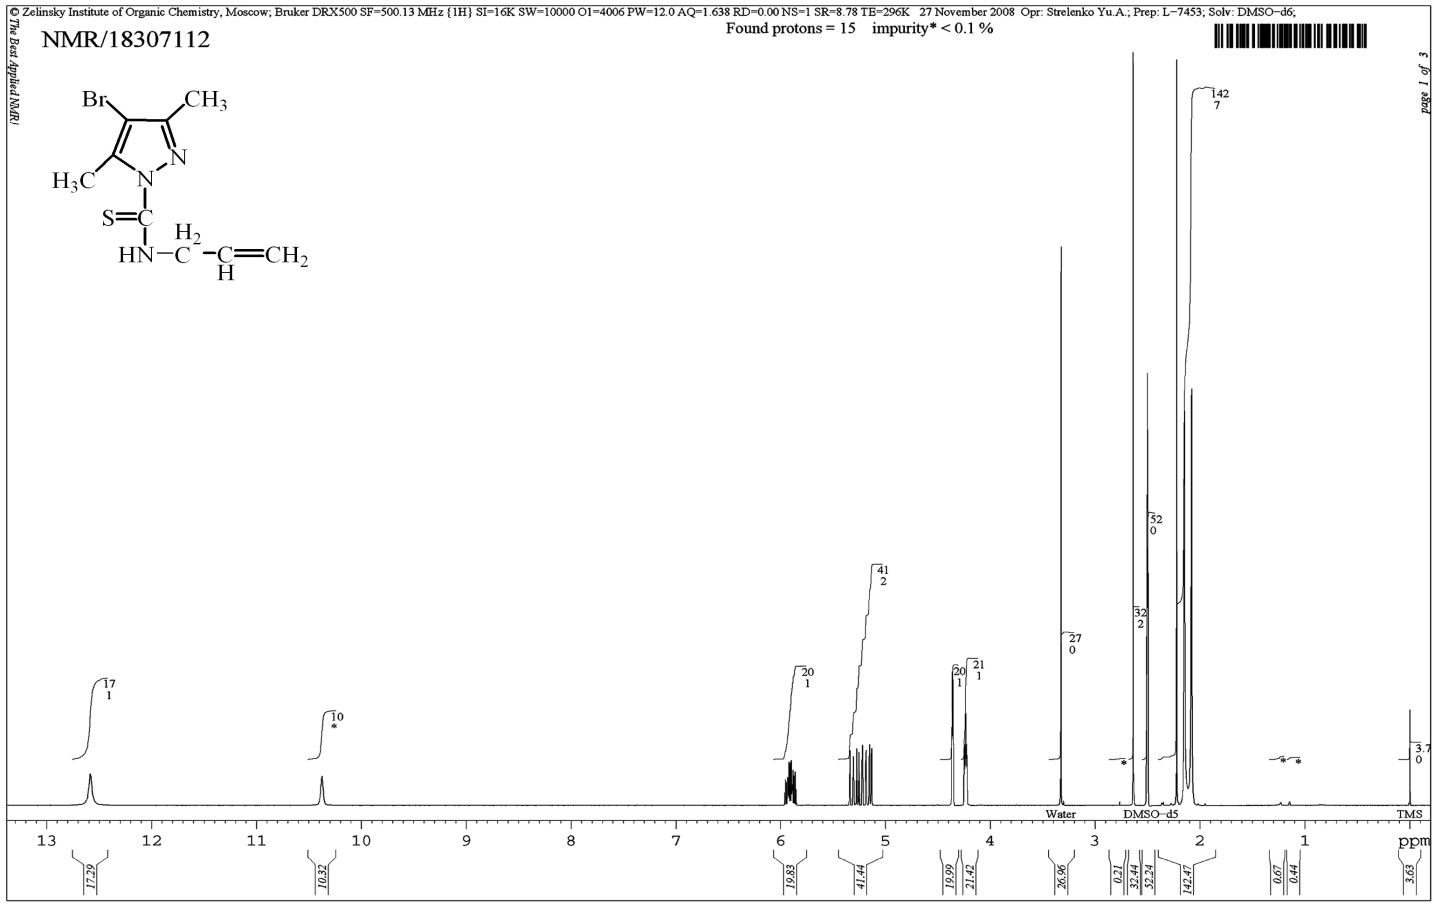 © Zelinsky Institute of Organic Chemistry, Moscow; Bruker DRX500 SF=500.13 MHz {1H} SI=16K SW=10000 O1=4006 PW=12.0 AQ=1.638 RD=0.00 NS=1 SR=8.78 TE=296K 27 November 2008 Opr: Strelenko Yu.A.; Prep: L-7453; Solv: DMSO-d6;
Found protons = 15 impurity* < 0.1 %
The Best Applied NMR!
NMR/18307112
page 1 of 3
Br
CH3
N
H3C
N
S=C
H2
HN-C-C=CH2
H
142
7
52
0
41
2
32
2
27
0
20
1
21
1
20
1
17
1
10
*
3.7
0
* * *
Water
DMSO-d5
TMS
13 12 11 10 9 8 7 6 5 4 3 2 1 ppm
17.29 10.32 19.83 41.44 19.99 21.42 26.96 0.21 32.44 52.24 142.47 0.67 0.44 3.63